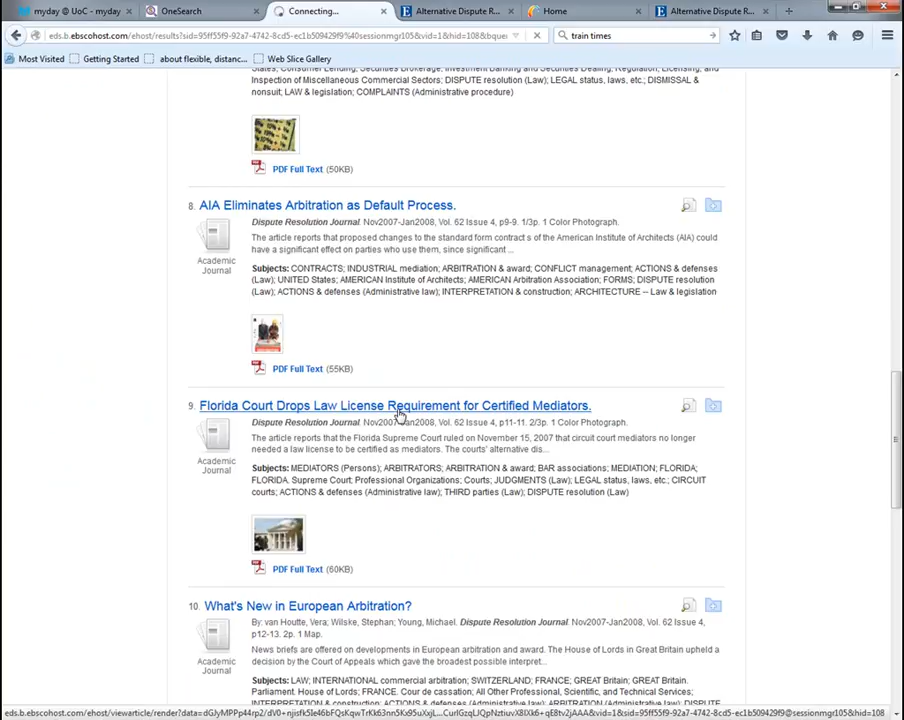 myday @ UoC - myday
OneSearch
Connecting...
Alternative Dispute R...
Home
Alternative Dispute R...
train times
Most Visited
Getting Started
about flexible, distanc...
Web Slice Gallery
States; Consumer Lending; Securities Brokerage; Investment Banking and Securities Dealing; Regulation, Licensing, and
Inspection of Miscellaneous Commercial Sectors; DISPUTE resolution (Law); LEGAL status, laws, etc.; DISMISSAL &
nonsuit; LAW & legislation; COMPLAINTS (Administrative procedure)
PDF Full Text (50KB)
8. AIA Eliminates Arbitration as Default Process.
Dispute Resolution Journal. Nov2007-Jan2008, Vol. 62 Issue 4, p9-9. 1/3p. 1 Color Photograph.
Academic
Journal
The article reports that proposed changes to the standard form contract s of the American Institute of Architects (AIA) could
have a significant effect on parties who use them, since significant ...
Subjects: CONTRACTS; INDUSTRIAL mediation; ARBITRATION & award; CONFLICT management; ACTIONS & defenses
(Law); UNITED States; AMERICAN Institute of Architects; AMERICAN Arbitration Association; FORMS; DISPUTE resolution
(Law); ACTIONS & defenses (Administrative law); INTERPRETATION & construction; ARCHITECTURE -- Law & legislation
PDF Full Text (55KB)
9. Florida Court Drops Law License Requirement for Certified Mediators.
Dispute Resolution Journal. Nov2007-Jan2008, Vol. 62 Issue 4, p11-11. 2/3p. 1 Color Photograph.
Academic
Journal
The article reports that the Florida Supreme Court ruled on November 15, 2007 that circuit court mediators no longer
needed a law license to be certified as mediators. The courts' alternative dis...
Subjects: MEDIATORS (Persons); ARBITRATORS; ARBITRATION & award; BAR associations; MEDIATION; FLORIDA;
FLORIDA. Supreme Court; Professional Organizations; Courts; JUDGMENTS (Law); LEGAL status, laws, etc.; CIRCUIT
courts; ACTIONS & defenses (Administrative law); THIRD parties (Law); DISPUTE resolution (Law)
PDF Full Text (60KB)
10. What's New in European Arbitration?
By: van Houtte, Vera; Wilske, Stephan; Young, Michael. Dispute Resolution Journal. Nov2007-Jan2008, Vol. 62 Issue 4,
p12-13. 2p. 1 Map.
Academic
Journal
News briefs are offered on developments in European arbitration and award. The House of Lords in Great Britain upheld a
decision by the Court of Appeals which gave the broadest possible interpret...
Subjects: LAW; INTERNATIONAL commercial arbitration; SWITZERLAND; FRANCE; GREAT Britain; GREAT Britain.
Parliament. House of Lords; FRANCE. Cour de cassation; All Other Professional, Scientific, and Technical Services;